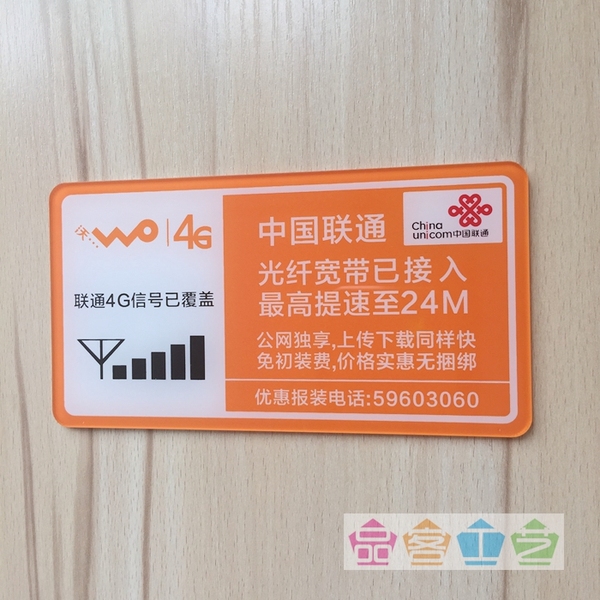 沃...WO|4G
联通4G信号已覆盖
中国联通
China
unicom中国联通
光纤宽带已接入
最高提速至24M
公网独享,上传下载同样快
免初装费,价格实惠无捆绑
优惠报装电话:59603060
品客工艺